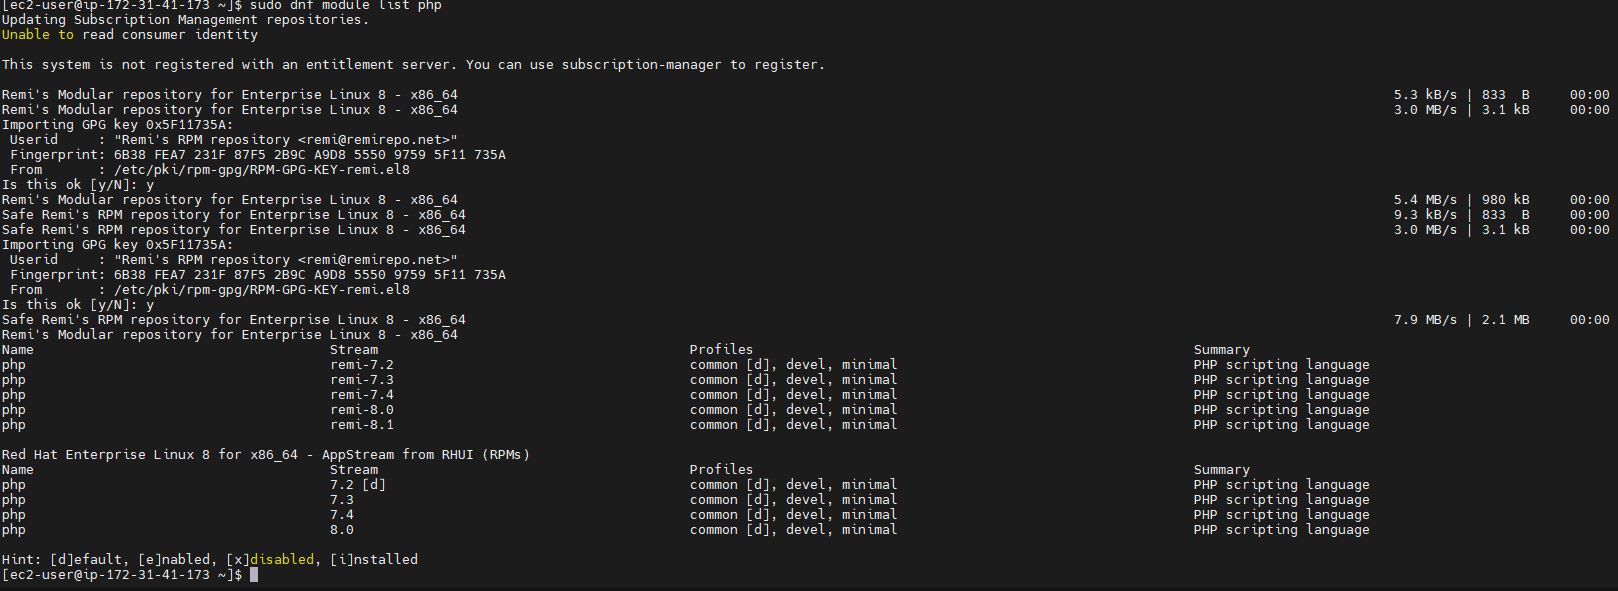 [ec2-user@ip-172-31-41-173 ~]$ sudo dnf module list php
Updating Subscription Management repositories.
Unable to read consumer identity
This system is not registered with an entitlement server. You can use subscription-manager to register.
Remi's Modular repository for Enterprise Linux 8 - x86_64 5.3 kB/s | 833 B 00:00
Remi's Modular repository for Enterprise Linux 8 - x86_64 3.0 MB/s | 3.1 kB 00:00
Importing GPG key 0x5F11735A:
Userid : "Remi's RPM repository <remi@remirepo.net>"
Fingerprint: 6B38 FEA7 231F 87F5 2B9C A9D8 5550 9759 5F11 735A
From : /etc/pki/rpm-gpg/RPM-GPG-KEY-remi.el8
Is this ok [y/N]: y
Remi's Modular repository for Enterprise Linux 8 - x86_64 5.4 MB/s | 980 kB 00:00
Safe Remi's RPM repository for Enterprise Linux 8 - x86_64 9.3 kB/s | 833 B 00:00
Safe Remi's RPM repository for Enterprise Linux 8 - x86_64 3.0 MB/s | 3.1 kB 00:00
Importing GPG key 0x5F11735A:
Userid : "Remi's RPM repository <remi@remirepo.net>"
Fingerprint: 6B38 FEA7 231F 87F5 2B9C A9D8 5550 9759 5F11 735A
From : /etc/pki/rpm-gpg/RPM-GPG-KEY-remi.el8
Is this ok [y/N]: y
Safe Remi's RPM repository for Enterprise Linux 8 - x86_64 7.9 MB/s | 2.1 MB 00:00
Remi's Modular repository for Enterprise Linux 8 - x86_64
Name Stream Profiles Summary
php remi-7.2 common [d], devel, minimal PHP scripting language
php remi-7.3 common [d], devel, minimal PHP scripting language
php remi-7.4 common [d], devel, minimal PHP scripting language
php remi-8.0 common [d], devel, minimal PHP scripting language
php remi-8.1 common [d], devel, minimal PHP scripting language
Red Hat Enterprise Linux 8 for x86_64 - AppStream from RHUI (RPMs)
Name Stream Profiles Summary
php 7.2 [d] common [d], devel, minimal PHP scripting language
php 7.3 common [d], devel, minimal PHP scripting language
php 7.4 common [d], devel, minimal PHP scripting language
php 8.0 common [d], devel, minimal PHP scripting language
Hint: [d]efault, [e]nabled, [x]disabled, [i]nstalled
[ec2-user@ip-172-31-41-173 ~]$